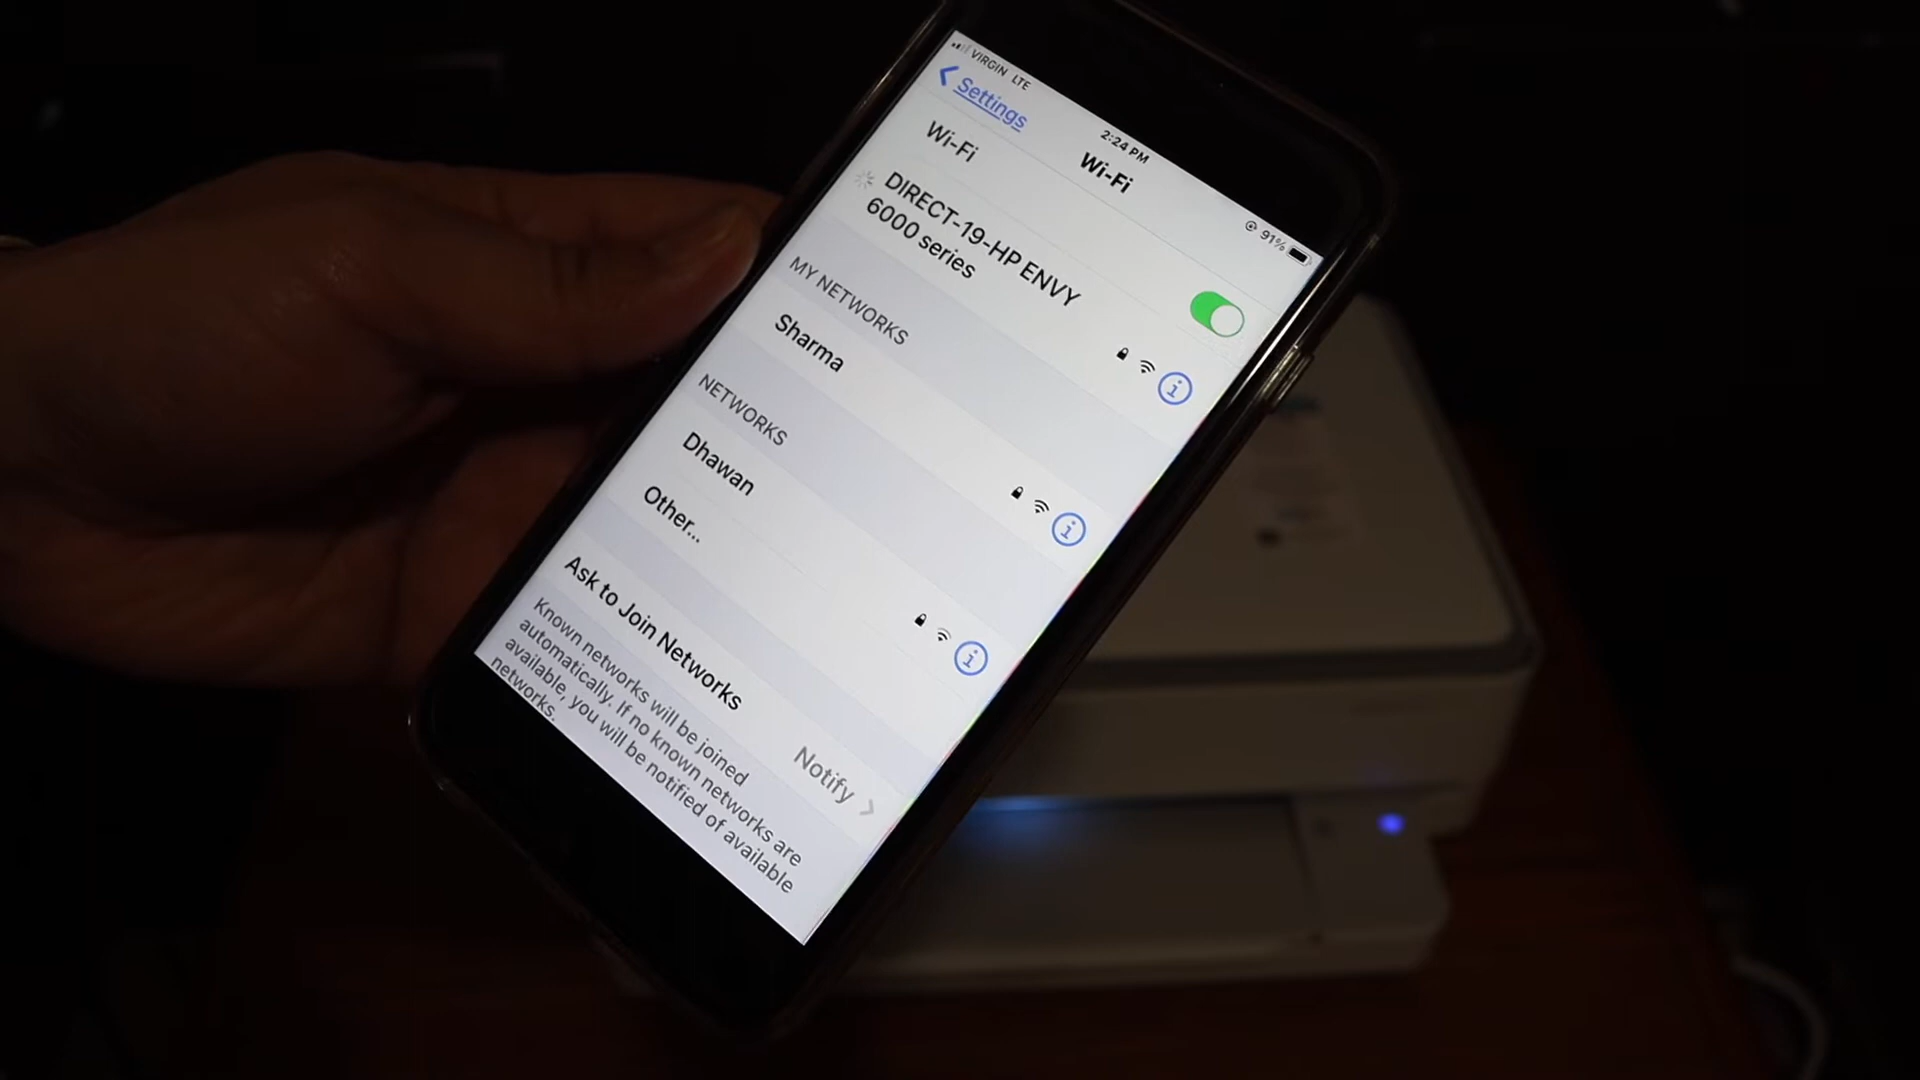 VIRGIN LTE
2:24 PM
91%
Settings
Wi-Fi
Wi-Fi
DIRECT-19-HP ENVY
6000 series
MY NETWORKS
Sharma
NETWORKS
Dhawan
Other...
Ask to Join Networks
Notify
Known networks will be joined
automatically. If no known networks are
available, you will be notified of available
networks.